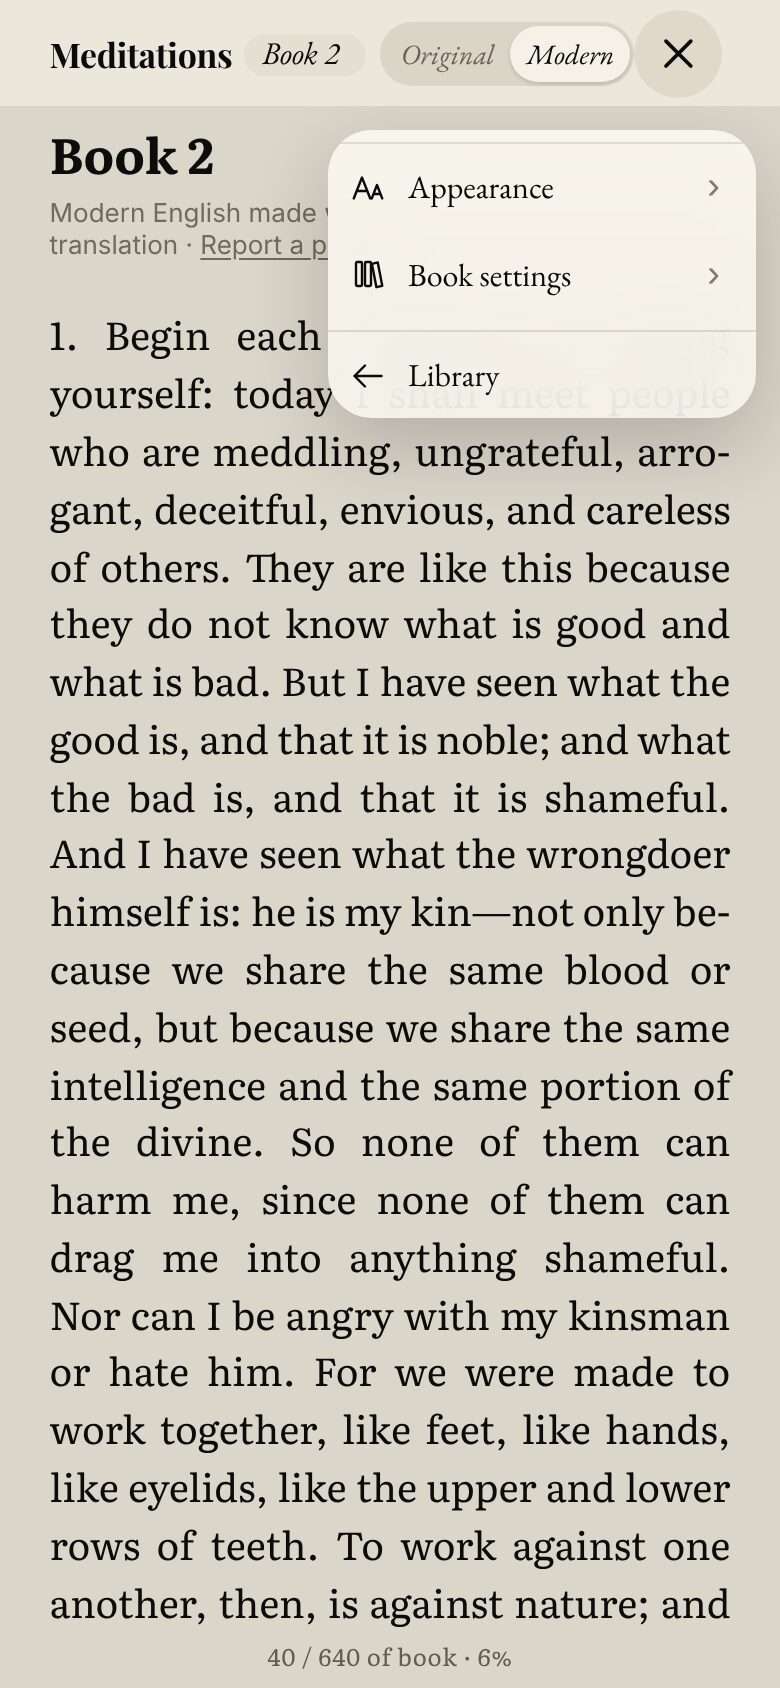 Meditations Book 2 Original Modern
Book 2
Modern English made
translation · Report a p
Appearance
Book settings
Library
1. Begin each
yourself: today I shall meet people
who are meddling, ungrateful, arro-
gant, deceitful, envious, and careless
of others. They are like this because
they do not know what is good and
what is bad. But I have seen what the
good is, and that it is noble; and what
the bad is, and that it is shameful.
And I have seen what the wrongdoer
himself is: he is my kin—not only be-
cause we share the same blood or
seed, but because we share the same
intelligence and the same portion of
the divine. So none of them can
harm me, since none of them can
drag me into anything shameful.
Nor can I be angry with my kinsman
or hate him. For we were made to
work together, like feet, like hands,
like eyelids, like the upper and lower
rows of teeth. To work against one
another, then, is against nature; and
40 / 640 of book · 6%